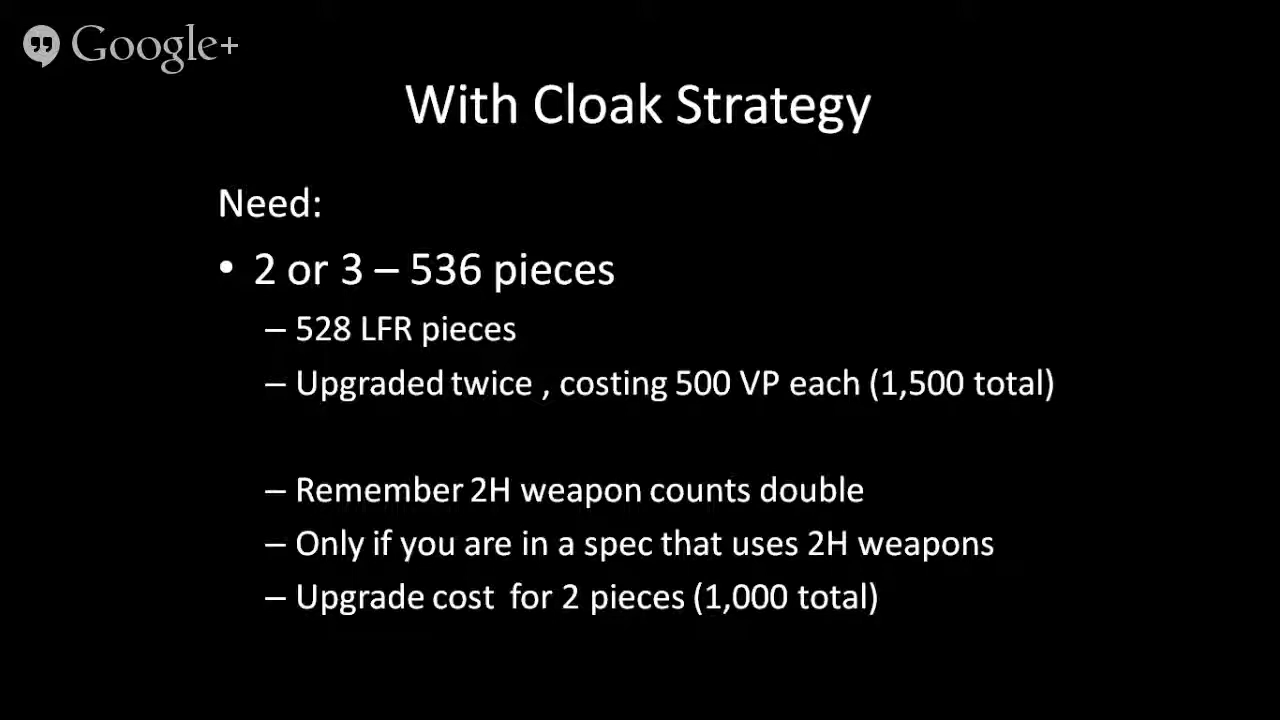 Google+
With Cloak Strategy
Need:
• 2 or 3 – 536 pieces
– 528 LFR pieces
– Upgraded twice , costing 500 VP each (1,500 total)
– Remember 2H weapon counts double
– Only if you are in a spec that uses 2H weapons
– Upgrade cost for 2 pieces (1,000 total)